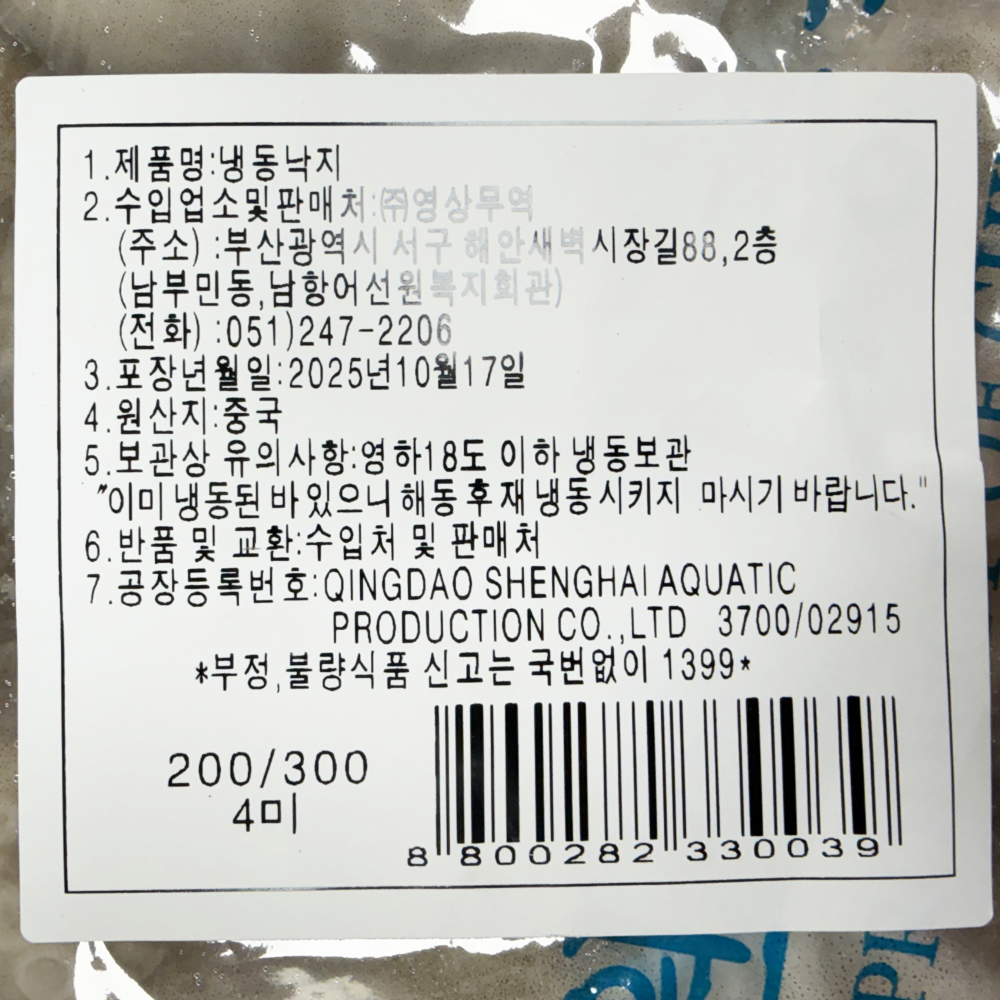 1.제품명:냉동낙지
2.수입업소및판매처:㈜영상무역
(주소) :부산광역시 서구 해안새벽시장길88,2층
(남부민동,남항어선원복지회관)
(전화) :051)247-2206
3.포장년월일:2025년10월17일
4.원산지:중국
5.보관상 유의사항:영하18도 이하 냉동보관
"이미 냉동된 바 있으니 해동 후 재 냉동 시키지 마시기 바랍니다."
6.반품 및 교환:수입처 및 판매처
7.공장등록번호:QINGDAO SHENGHAI AQUATIC
PRODUCTION CO.,LTD 3700/02915
*부정,불량식품 신고는 국번없이 1399*
200/300
4미
8 800282 330039